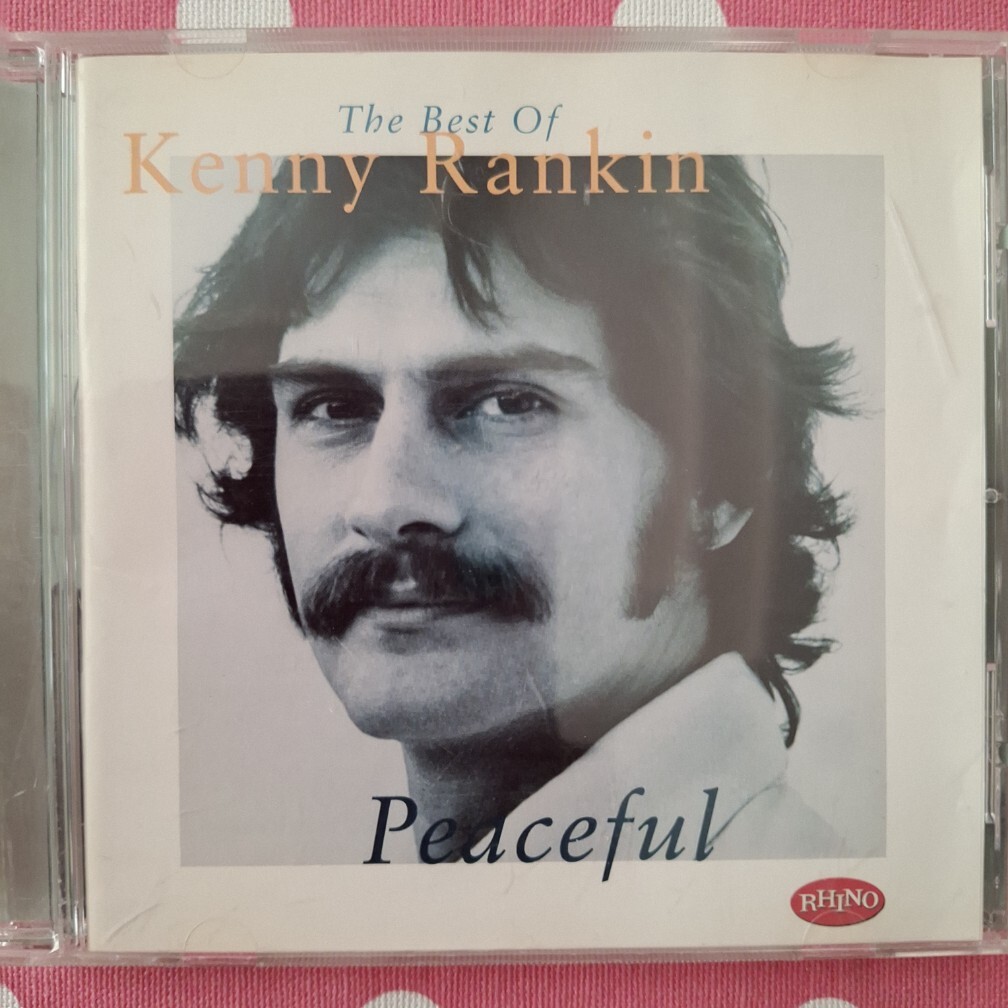 The Best Of
Kenny Rankin
Peaceful
RHINO